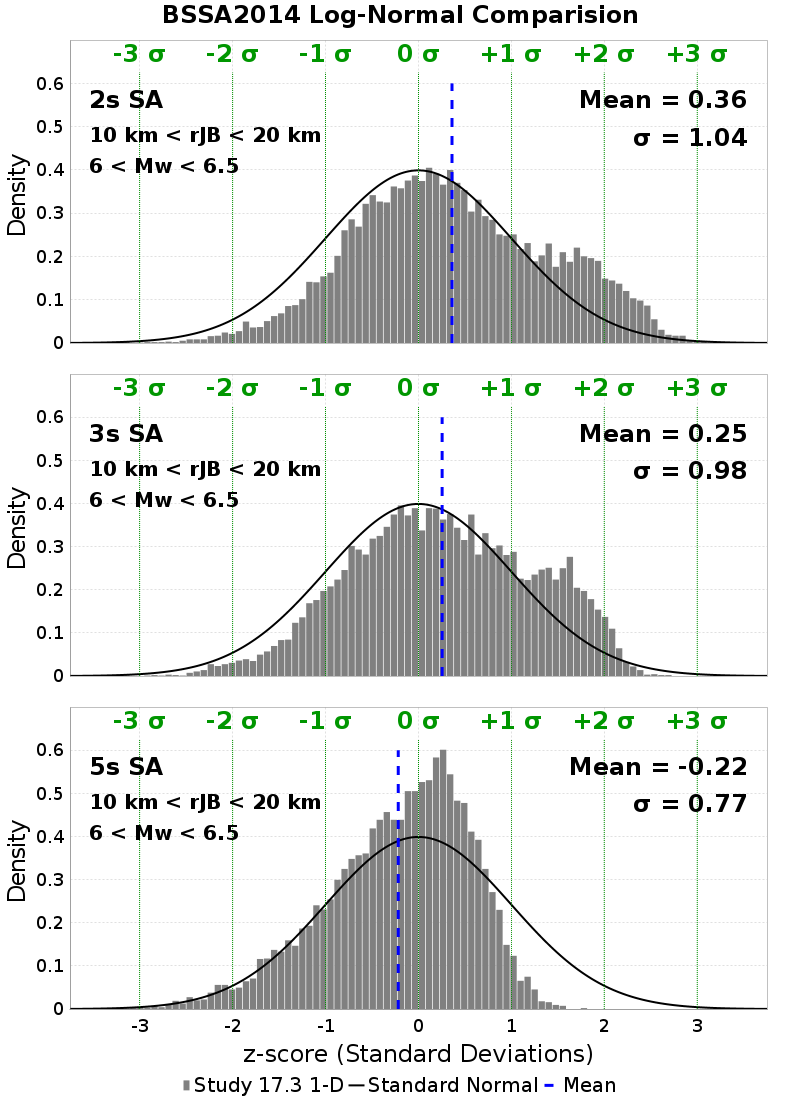 BSSA2014 Log-Normal Comparision
-3 σ -2 σ -1 σ 0 σ +1 σ +2 σ +3 σ
2s SA
10 km < rJB < 20 km
6 < Mw < 6.5
Mean = 0.36
σ = 1.04
Density
0.6
0.5
0.4
0.3
0.2
0.1
0
-3 σ -2 σ -1 σ 0 σ +1 σ +2 σ +3 σ
3s SA
10 km < rJB < 20 km
6 < Mw < 6.5
Mean = 0.25
σ = 0.98
Density
0.6
0.5
0.4
0.3
0.2
0.1
0
-3 σ -2 σ -1 σ 0 σ +1 σ +2 σ +3 σ
5s SA
10 km < rJB < 20 km
6 < Mw < 6.5
Mean = -0.22
σ = 0.77
Density
0.6
0.5
0.4
0.3
0.2
0.1
0
-3 -2 -1 0 1 2 3
z-score (Standard Deviations)
Study 17.3 1-D Standard Normal Mean